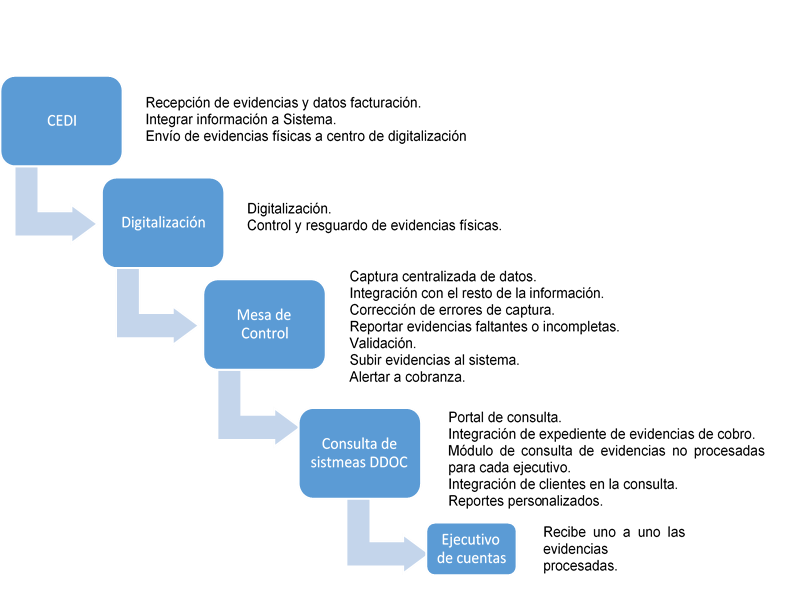 CEDI
Recepción de evidencias y datos facturación.
Integrar información a Sistema.
Envío de evidencias físicas a centro de digitalización
Digitalización
Digitalización.
Control y resguardo de evidencias físicas.
Mesa de
Control
Captura centralizada de datos.
Integración con el resto de la información.
Corrección de errores de captura.
Reportar evidencias faltantes o incompletas.
Validación.
Subir evidencias al sistema.
Alertar a cobranza.
Consulta de
sistmeas DDOC
Portal de consulta.
Integración de expediente de evidencias de cobro.
Módulo de consulta de evidencias no procesadas
para cada ejecutivo.
Integración de clientes en la consulta.
Reportes personalizados.
Ejecutivo
de cuentas
Recibe uno a uno las
evidencias
procesadas.